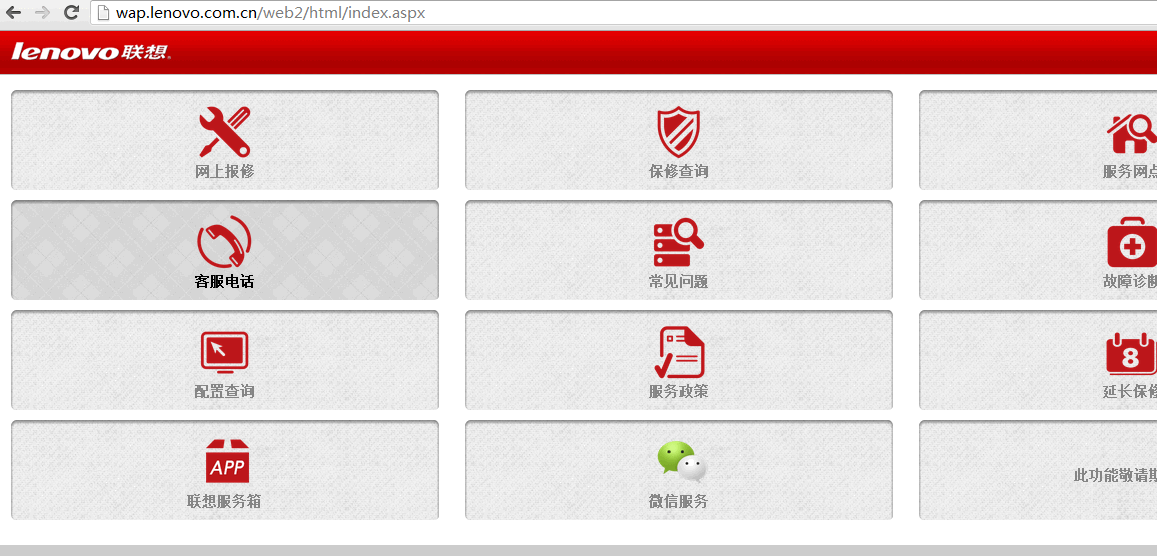 wap.lenovo.com.cn/web2/html/index.aspx
lenovo联想
网上报修
保修查询
服务网点
客服电话
常见问题
故障诊断
配置查询
服务政策
8
延长保修
APP
联想服务箱
微信服务
此功能敬请期